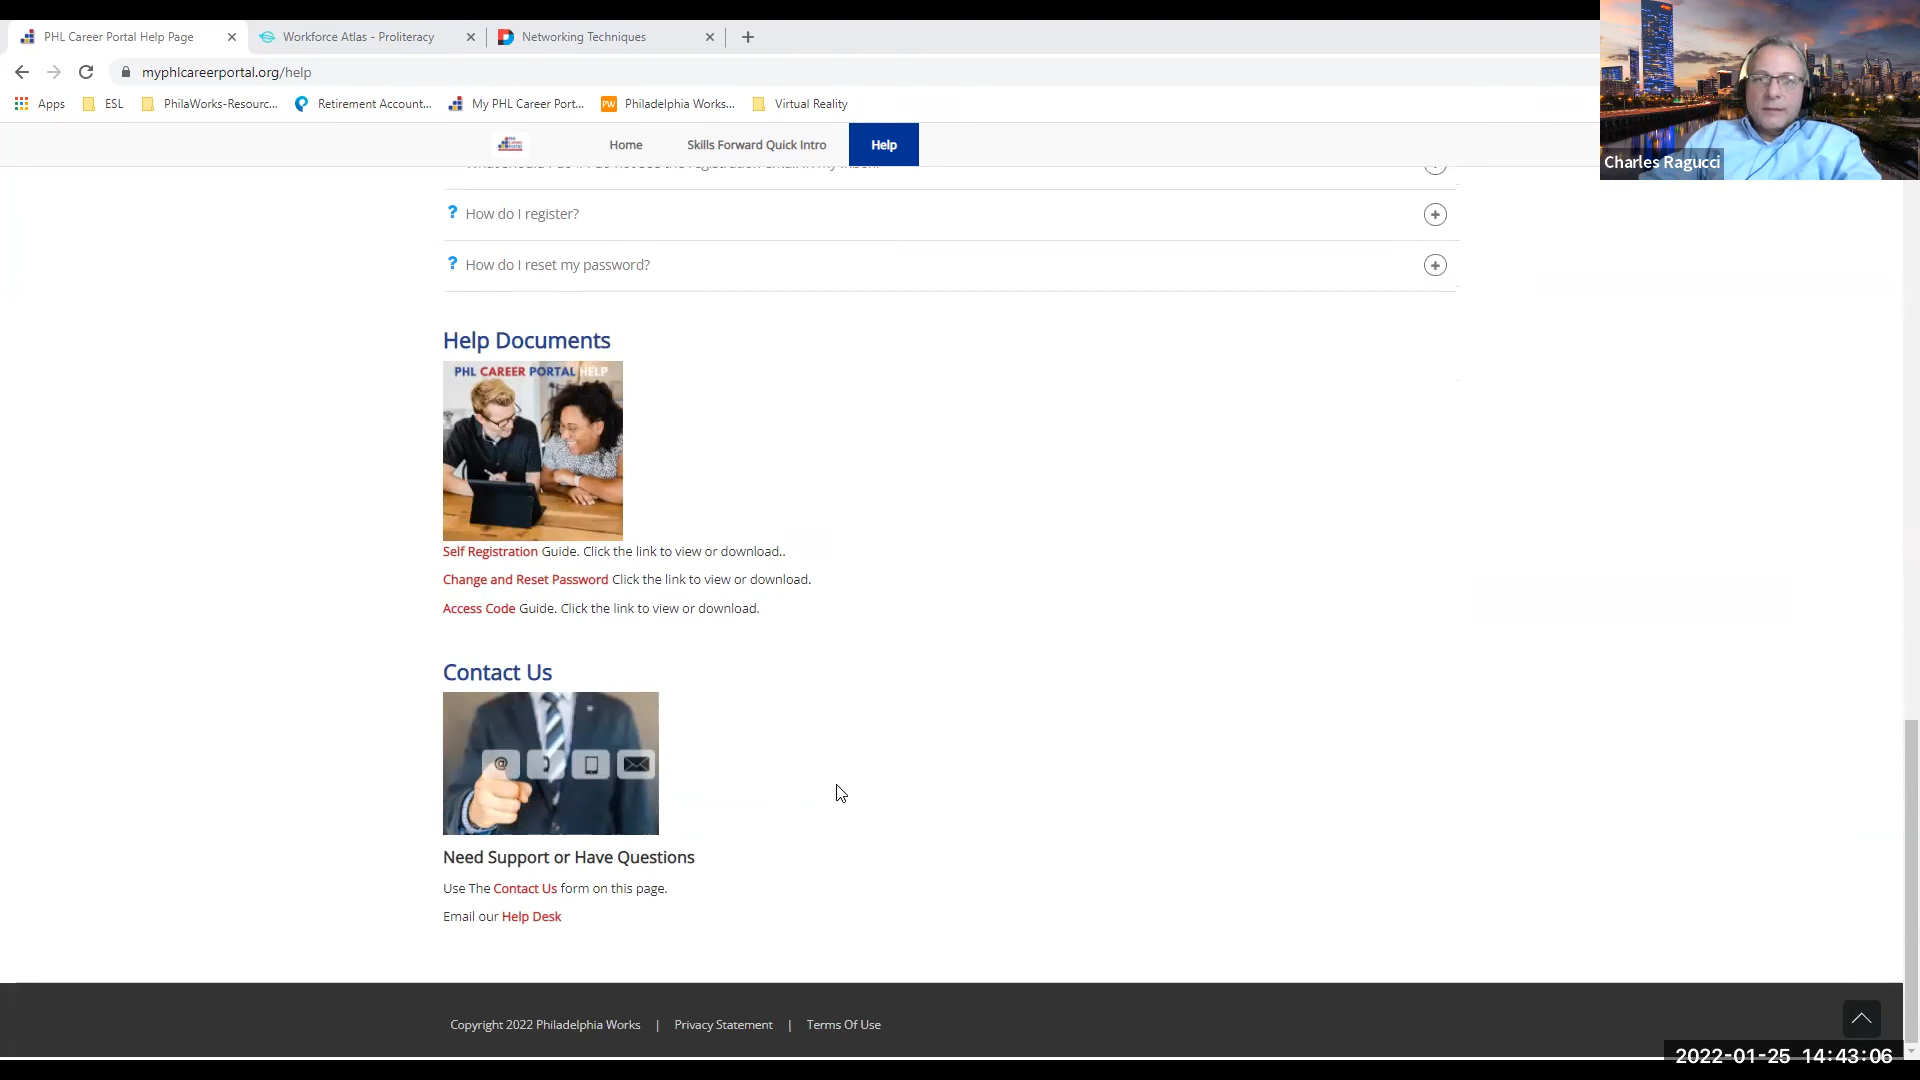 PHL Career Portal Help Page
Workforce Atlas - Proliteracy
Networking Techniques
myphlcareerportal.org/help
Apps
ESL
PhilaWorks-Resourc...
Retirement Account...
My PHL Career Port...
PW
Philadelphia Works...
Virtual Reality
Charles Ragucci
Home
Skills Forward Quick Intro
Help
? How do I register?
? How do I reset my password?
Help Documents
PHL CAREER PORTAL HELP
Self Registration Guide. Click the link to view or download..
Change and Reset Password Click the link to view or download.
Access Code Guide. Click the link to view or download.
Contact Us
@
Need Support or Have Questions
Use The Contact Us form on this page.
Email our Help Desk
Copyright 2022 Philadelphia Works | Privacy Statement | Terms Of Use
2022-01-25 14:43:06